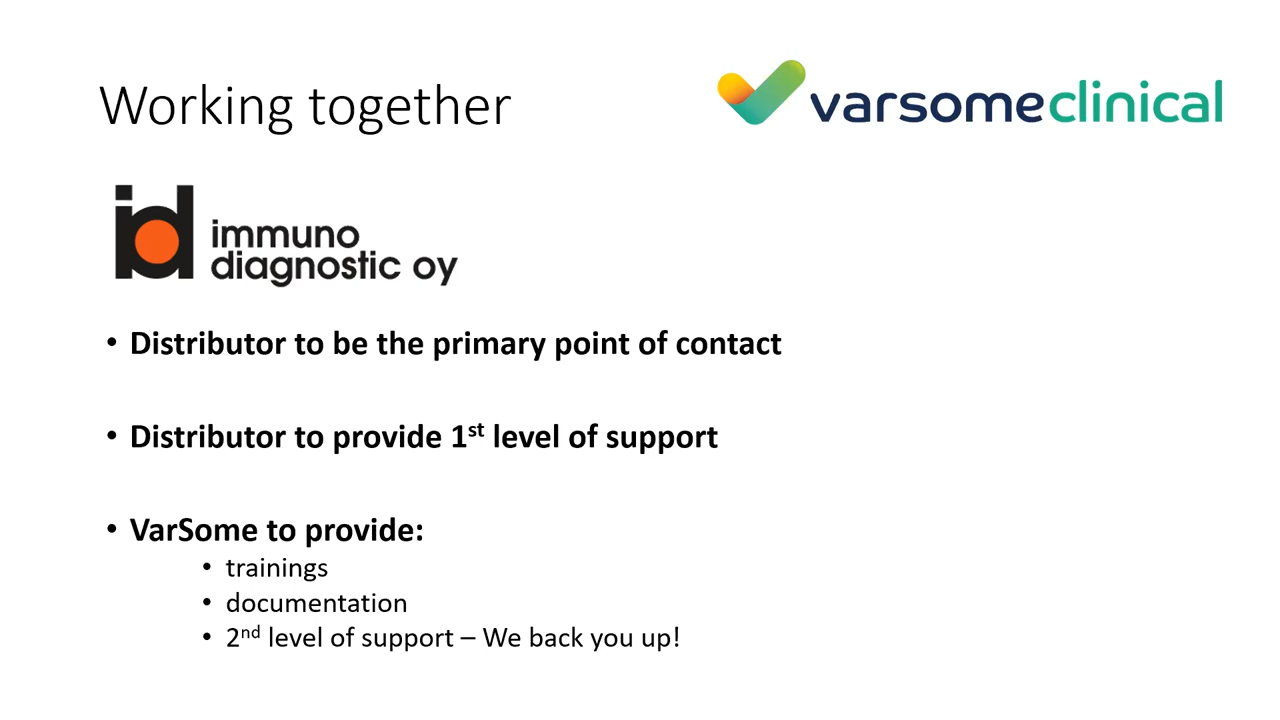 Working together
varsomeclinical
id
immuno
diagnostic oy
• Distributor to be the primary point of contact
• Distributor to provide 1st level of support
• VarSome to provide:
• trainings
• documentation
• 2nd level of support – We back you up!